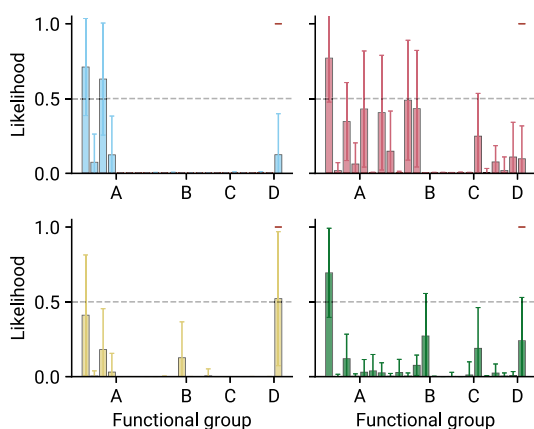 1.0
0.5
0.0
Likelihood
A B C D
A B C D
1.0
0.5
0.0
Likelihood
A B C D
Functional group
A B C D
Functional group